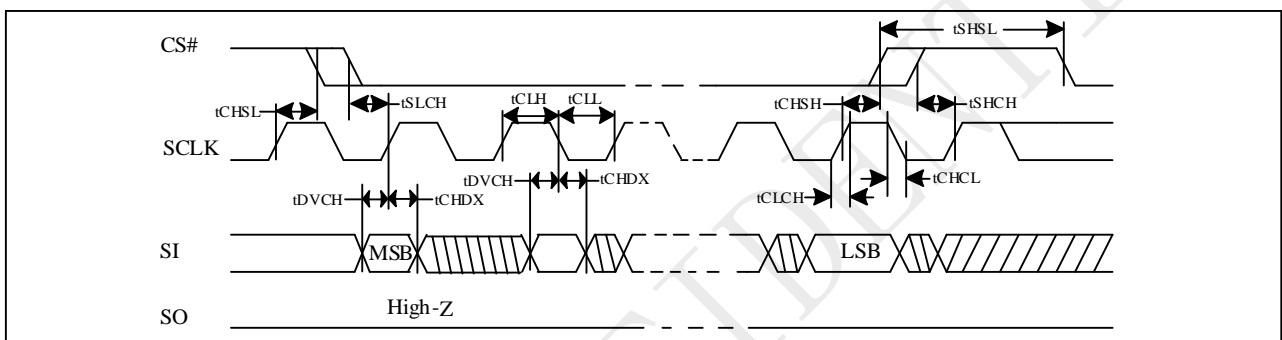 CS#
tSHSL
tCHSL
tSLCH
tCLH
tCLL
tCHSH
tSHCH
SCLK
tDVCH
tCHDX
tDVCH
tCHDX
tCLCH
tCHCL
SI
MSB
LSB
SO
High-Z